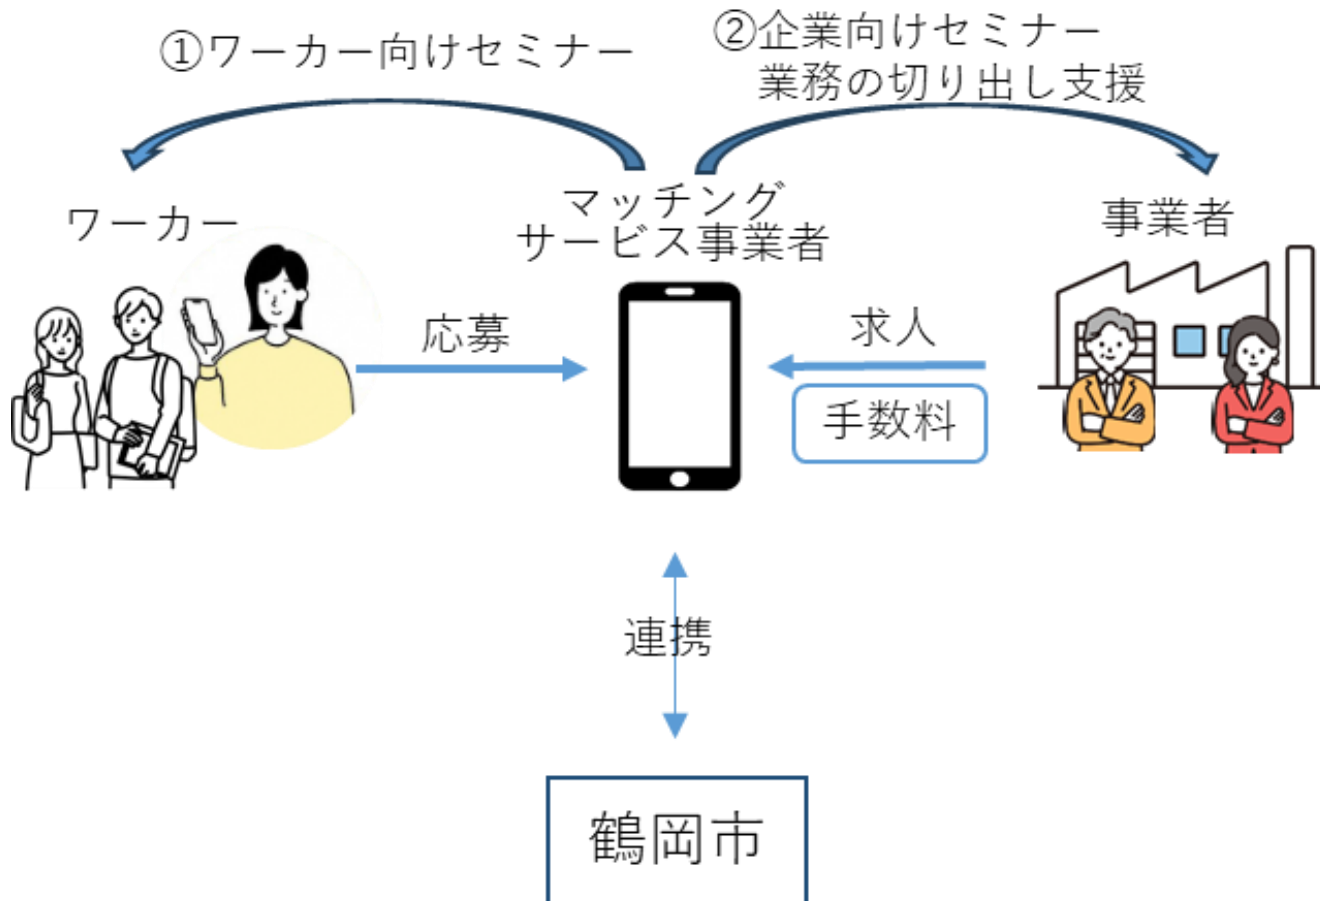 ①ワーカー向けセミナー
②企業向けセミナー
業務の切り出し支援
ワーカー
マッチング
サービス事業者
事業者
応募
求人
手数料
連携
鶴岡市